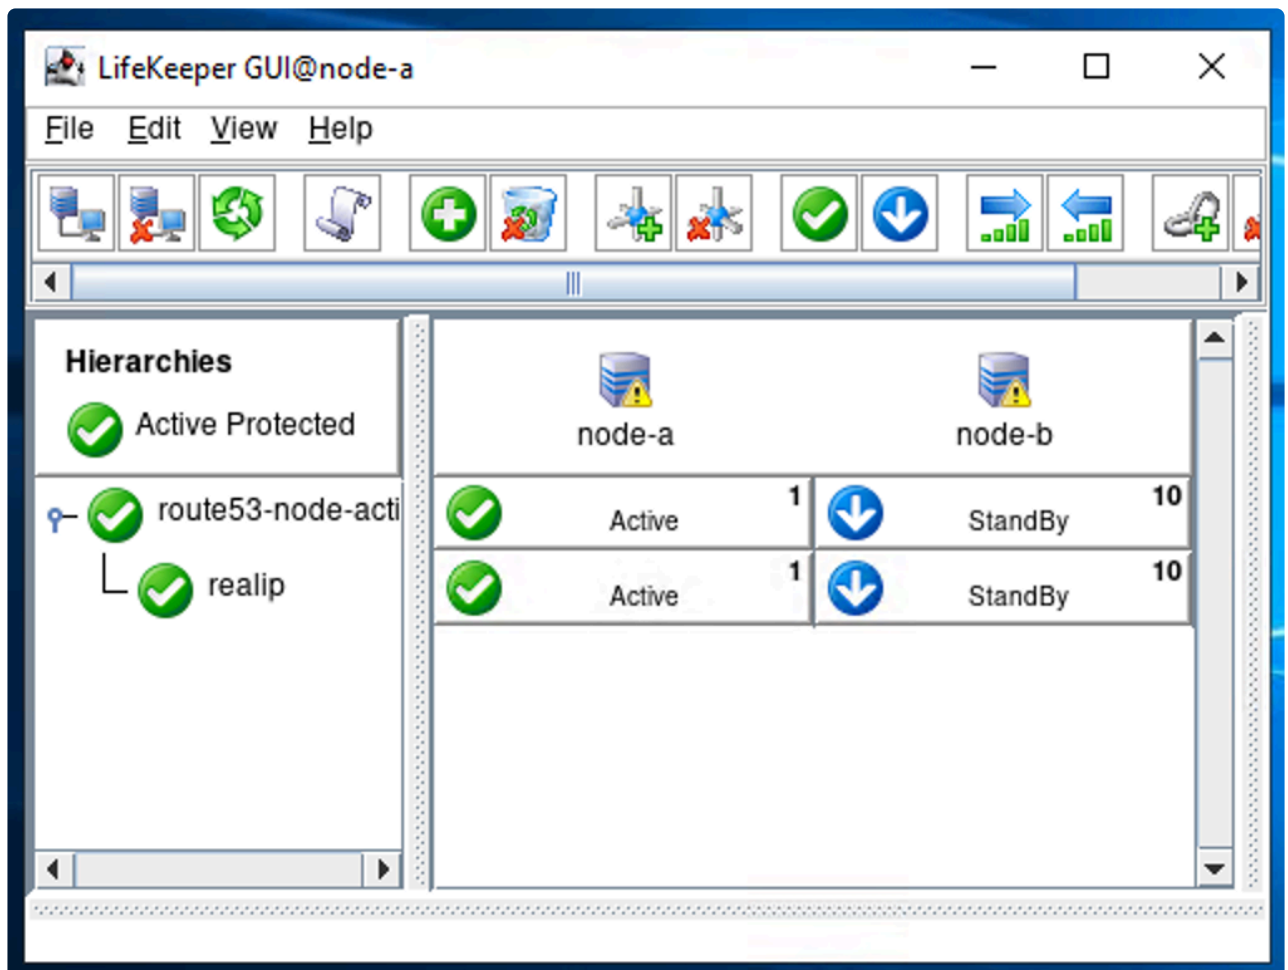 LifeKeeper GUI@node-a
File Edit View Help
Hierarchies
Active Protected
node-a node-b
route53-node-acti
1
Active
10
StandBy
realip
1
Active
10
StandBy